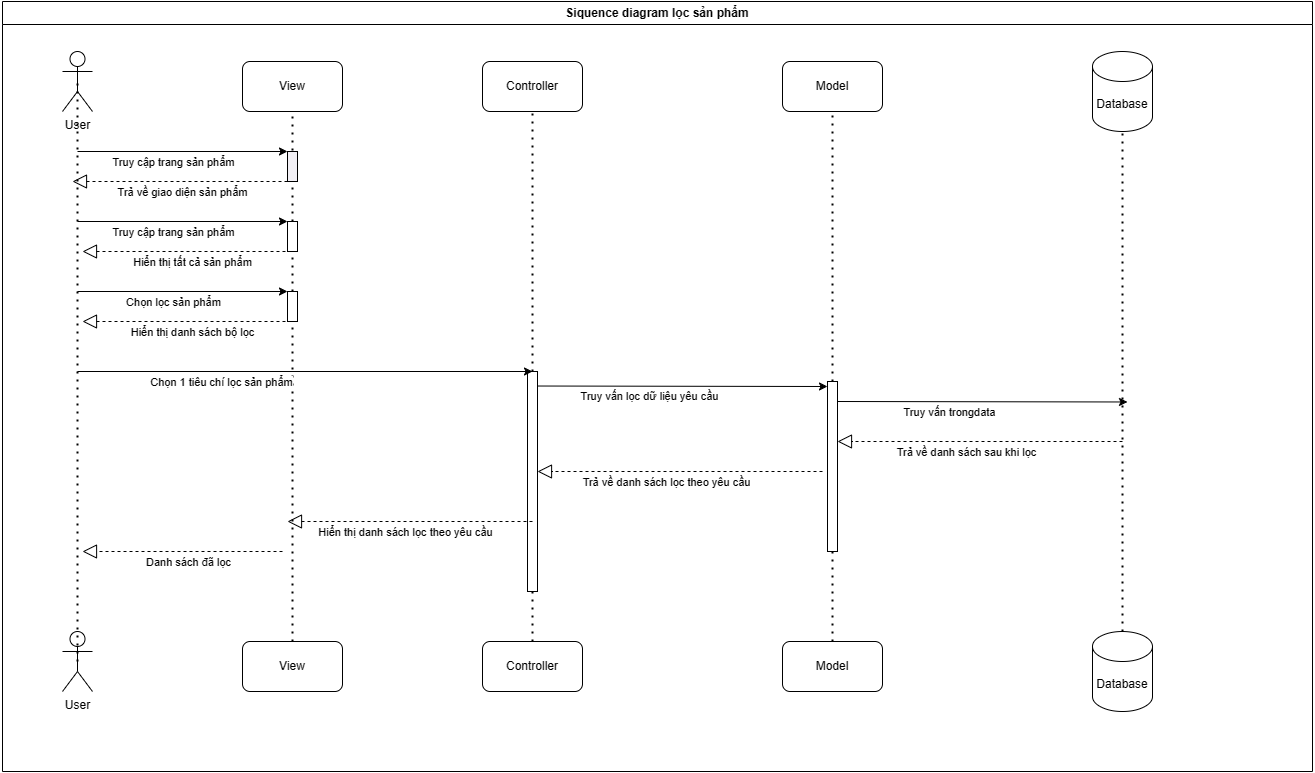 Siquence diagram lọc sản phẩm
User
View
Controller
Model
Database
Truy cập trang sản phẩm
Trả về giao diện sản phẩm
Truy cập trang sản phẩm
Hiển thị tất cả sản phẩm
Chọn lọc sản phẩm
Hiển thị danh sách bộ lọc
Chọn 1 tiêu chí lọc sản phẩm
Truy vấn lọc dữ liệu yêu cầu
Truy vấn trongdata
Trả về danh sách sau khi lọc
Trả về danh sách lọc theo yêu cầu
Hiển thị danh sách lọc theo yêu cầu
Danh sách đã lọc
User
View
Controller
Model
Database